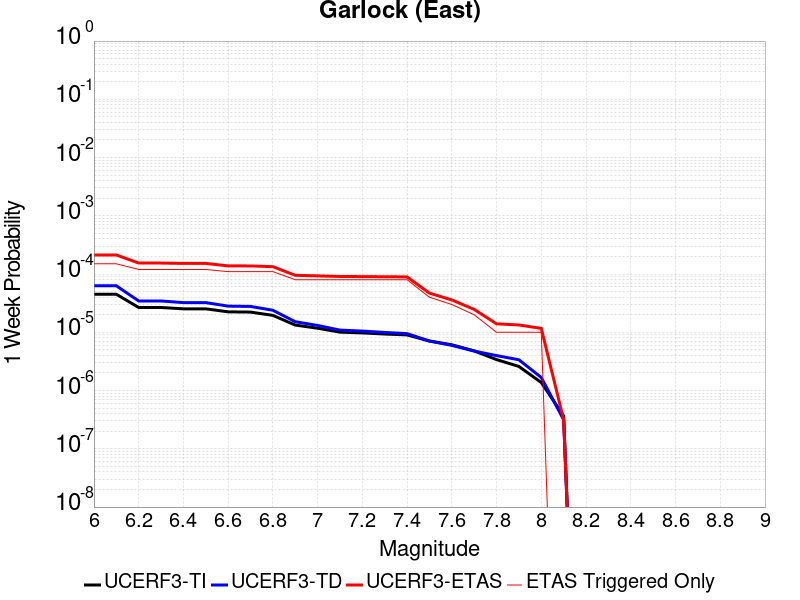 Garlock (East)
10^0
10^-1
10^-2
10^-3
10^-4
10^-5
10^-6
10^-7
10^-8
1 Week Probability
6 6.2 6.4 6.6 6.8 7 7.2 7.4 7.6 7.8 8 8.2 8.4 8.6 8.8 9
Magnitude
UCERF3-TI UCERF3-TD UCERF3-ETAS ETAS Triggered Only